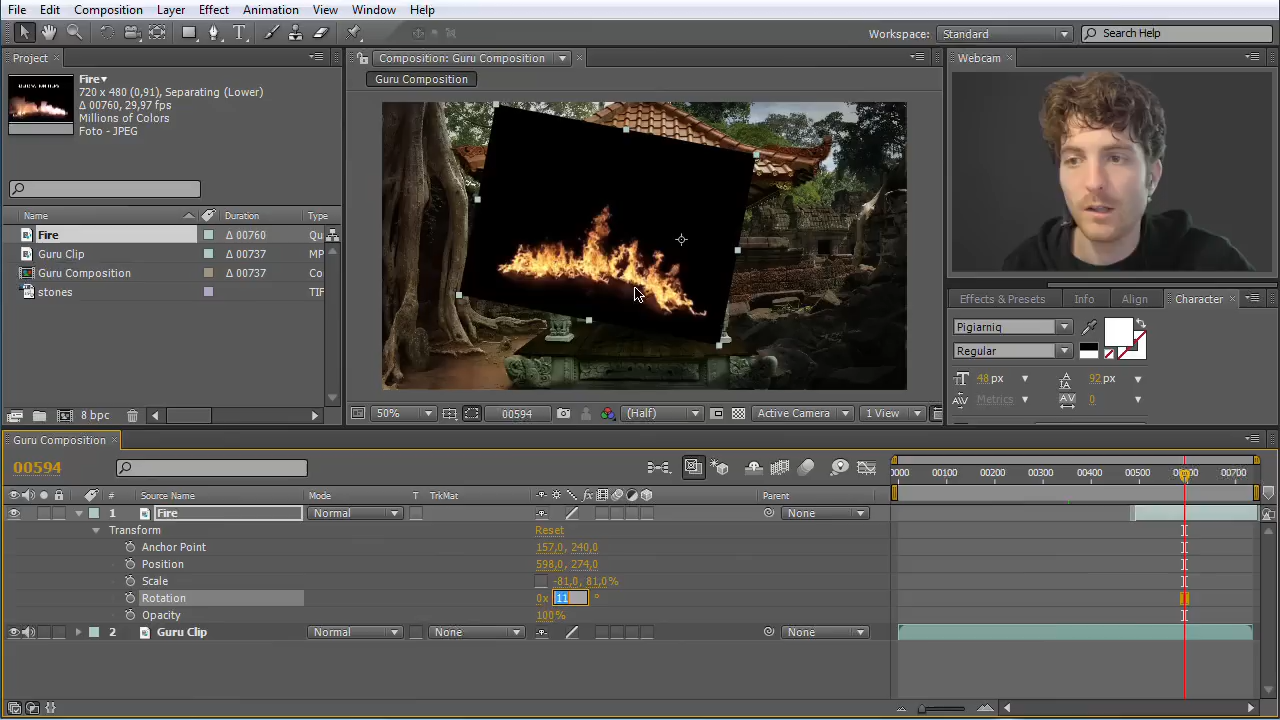 File Edit Composition Layer Effect Animation View Window Help
Workspace: Standard Search Help
Project
Composition: Guru Composition
Webcam
Guru Composition
Fire▾
720 x 480 (0,91), Separating (Lower)
Δ 00760, 29,97 fps
Millions of Colors
Foto - JPEG
Name Duration Type
Fire Δ 00760 Qu
Guru Clip Δ 00737 MP
Guru Composition Δ 00737 Co
stones TIF
8 bpc
50% 00594 (Half) Active Camera 1 View
Effects & Presets Info Align Character
Pigiarniq
Regular
48 px 92 px
Metrics 0
Guru Composition
00594
0000 00100 00200 00300 00400 00500 00600 00700
# Source Name Mode T TrkMat Parent
1 Fire Normal None
Transform Reset
Anchor Point 157,0, 240,0
Position 598,0, 274,0
Scale -81,0, 81,0%
Rotation 0x 11 °
Opacity 100%
2 Guru Clip Normal None None